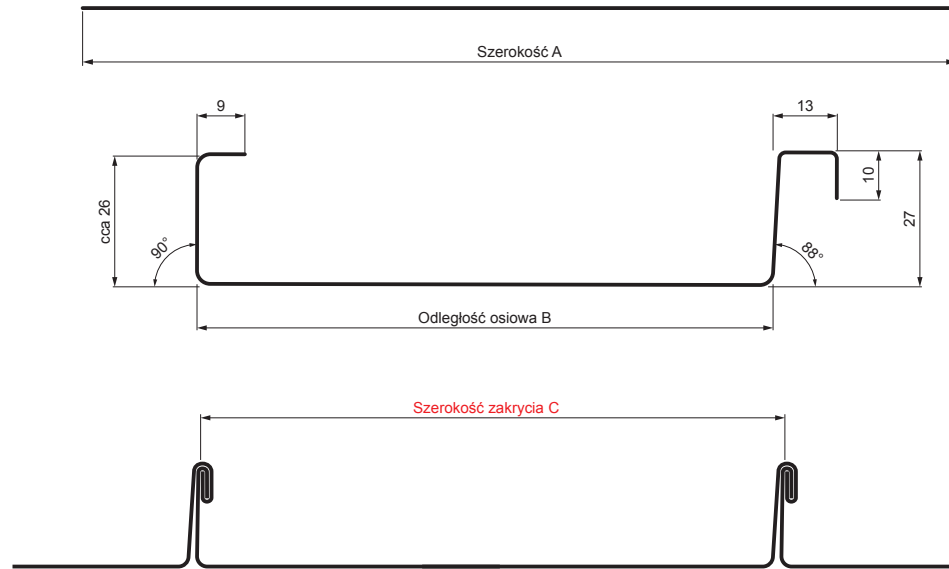 Szerokość A
9
13
cca 26
90°
10
27
88°
Odległość osiowa B
Szerokość zakrycia C